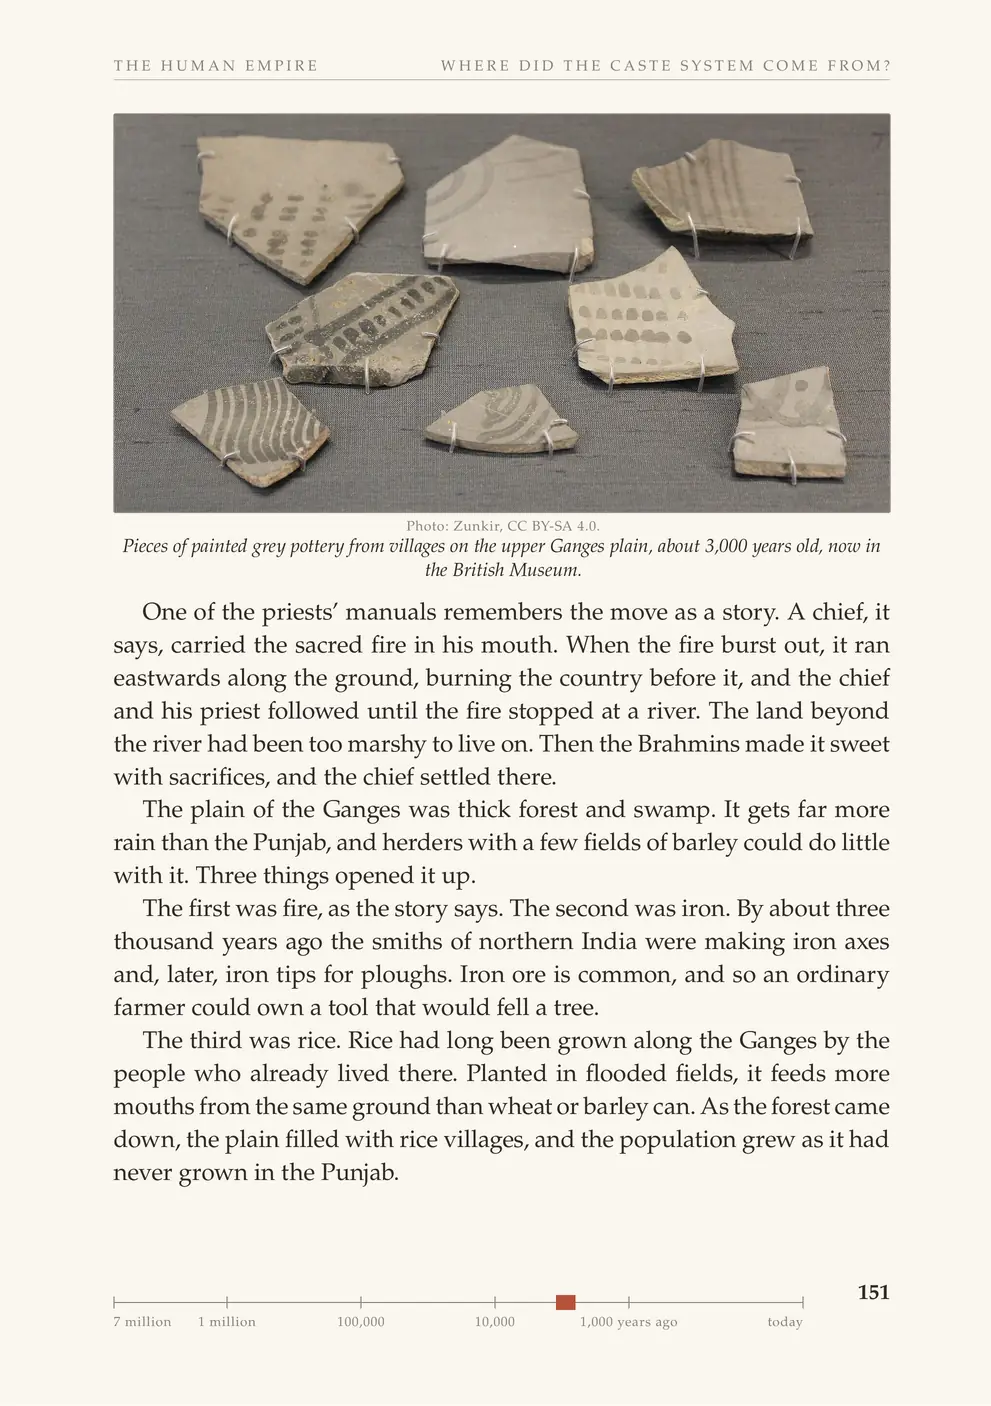 THE HUMAN EMPIRE
WHERE DID THE CASTE SYSTEM COME FROM?
Photo: Zunkir, CC BY-SA 4.0.
Pieces of painted grey pottery from villages on the upper Ganges plain, about 3,000 years old, now in
the British Museum.
One of the priests’ manuals remembers the move as a story. A chief, it
says, carried the sacred fire in his mouth. When the fire burst out, it ran
eastwards along the ground, burning the country before it, and the chief
and his priest followed until the fire stopped at a river. The land beyond
the river had been too marshy to live on. Then the Brahmins made it sweet
with sacrifices, and the chief settled there.
The plain of the Ganges was thick forest and swamp. It gets far more
rain than the Punjab, and herders with a few fields of barley could do little
with it. Three things opened it up.
The first was fire, as the story says. The second was iron. By about three
thousand years ago the smiths of northern India were making iron axes
and, later, iron tips for ploughs. Iron ore is common, and so an ordinary
farmer could own a tool that would fell a tree.
The third was rice. Rice had long been grown along the Ganges by the
people who already lived there. Planted in flooded fields, it feeds more
mouths from the same ground than wheat or barley can. As the forest came
down, the plain filled with rice villages, and the population grew as it had
never grown in the Punjab.
151
7 million 1 million 100,000 10,000 1,000 years ago today